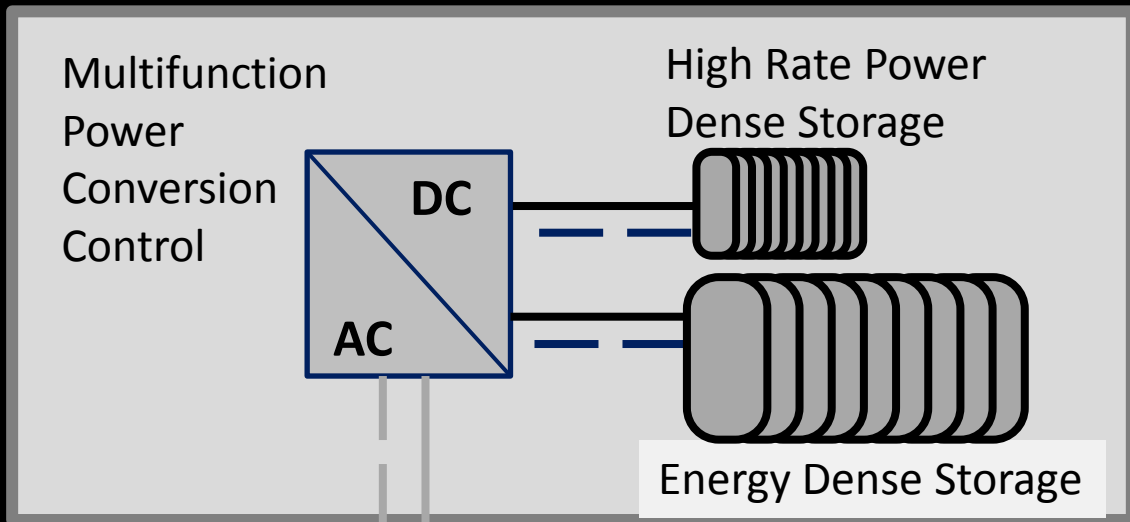 Multifunction
Power
Conversion
Control
High Rate Power
Dense Storage
DC
AC
Energy Dense Storage